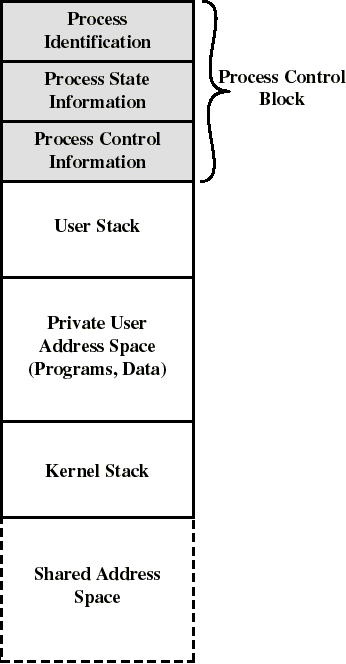 Process
Identification
Process State
Information
Process Control
Information
Process Control
Block
User Stack
Private User
Address Space
(Programs, Data)
Kernel Stack
Shared Address
Space